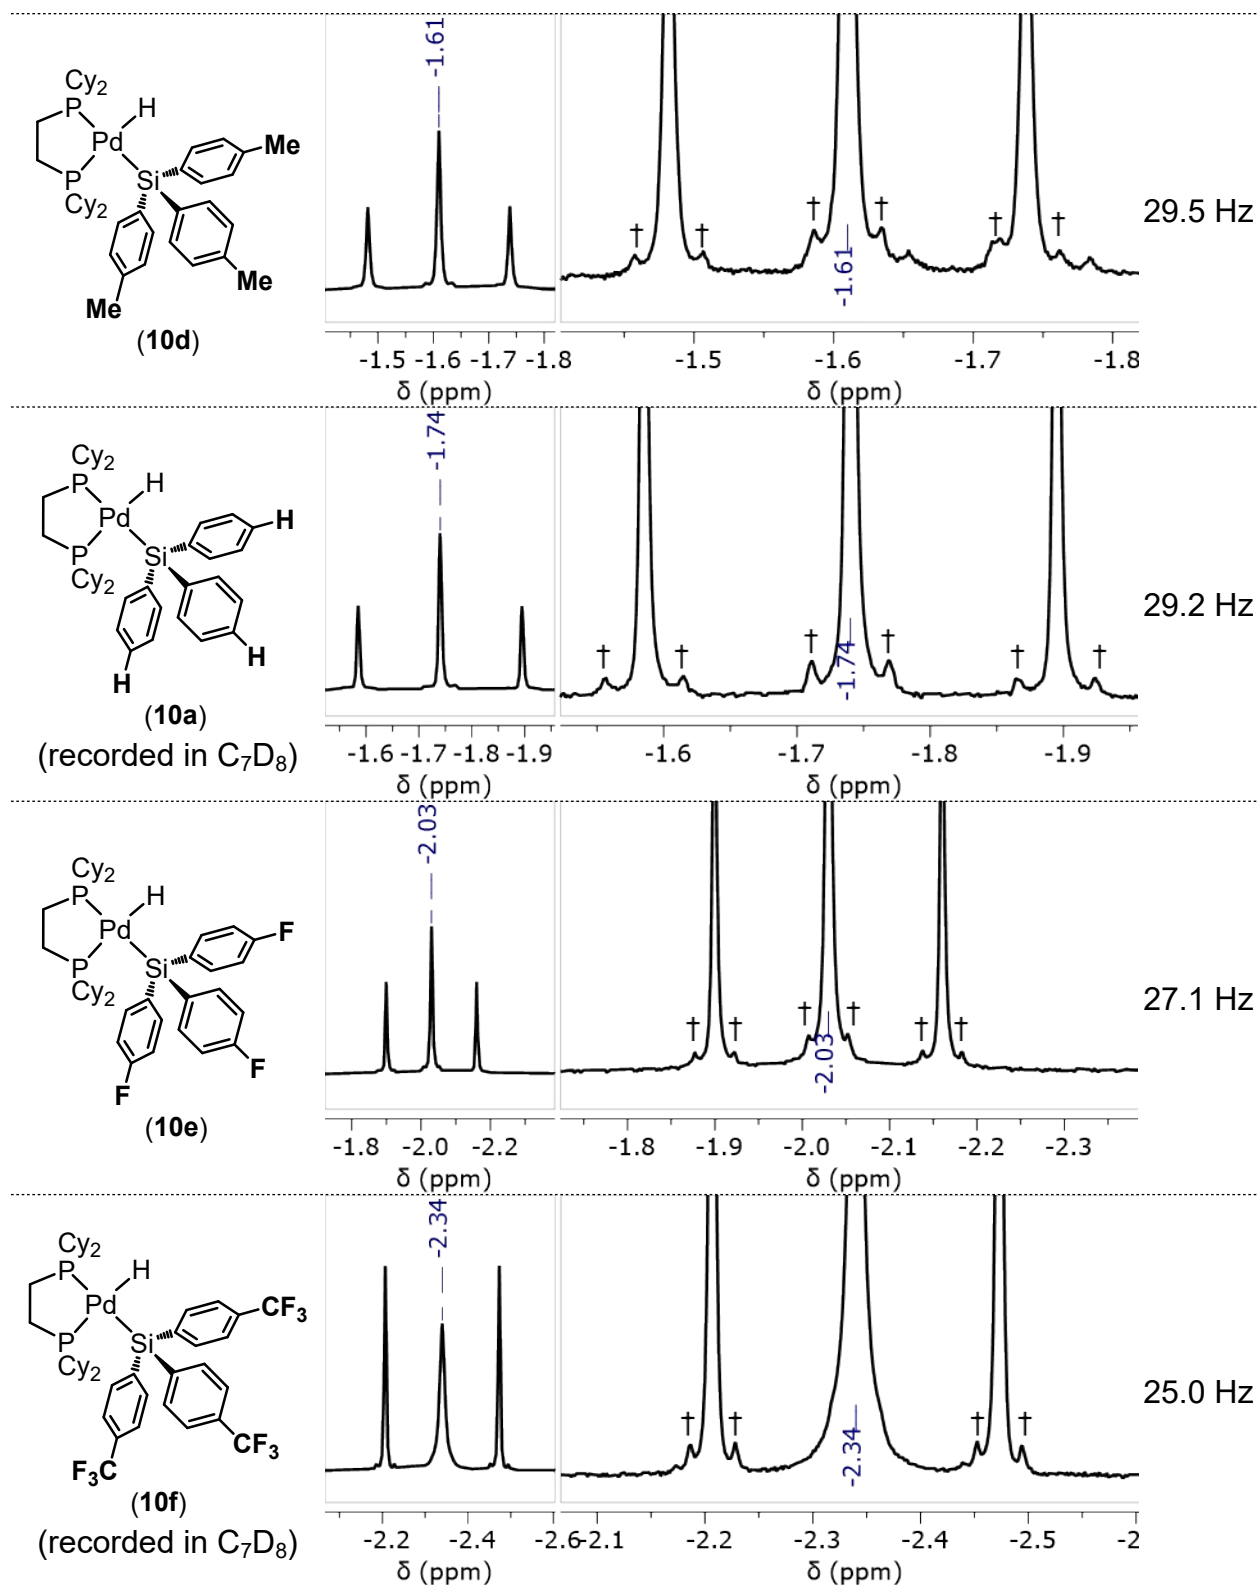 Cy2
P
H
Pd
Me
P
Si
Cy2
Me
Me
(10d)
-1.61
-1.5 -1.6 -1.7 -1.8
δ (ppm)
† † † † † †
-1.61
-1.5 -1.6 -1.7 -1.8
δ (ppm)
29.5 Hz
Cy2
P
H
Pd
H
P
Si
Cy2
H
H
(10a)
(recorded in C7D8)
-1.74
-1.6 -1.7 -1.8 -1.9
δ (ppm)
† † † † † †
-1.74
-1.6 -1.7 -1.8 -1.9
δ (ppm)
29.2 Hz
Cy2
P
H
Pd
F
P
Si
Cy2
F
F
(10e)
-2.03
-1.8 -2.0 -2.2
δ (ppm)
† † † † † †
-2.03
-1.8 -1.9 -2.0 -2.1 -2.2 -2.3
δ (ppm)
27.1 Hz
Cy2
P
H
Pd
CF3
P
Si
Cy2
CF3
F3C
(10f)
(recorded in C7D8)
-2.34
-2.2 -2.4 -2.6
δ (ppm)
† † † †
-2.34
-2.1 -2.2 -2.3 -2.4 -2.5 -2
δ (ppm)
25.0 Hz